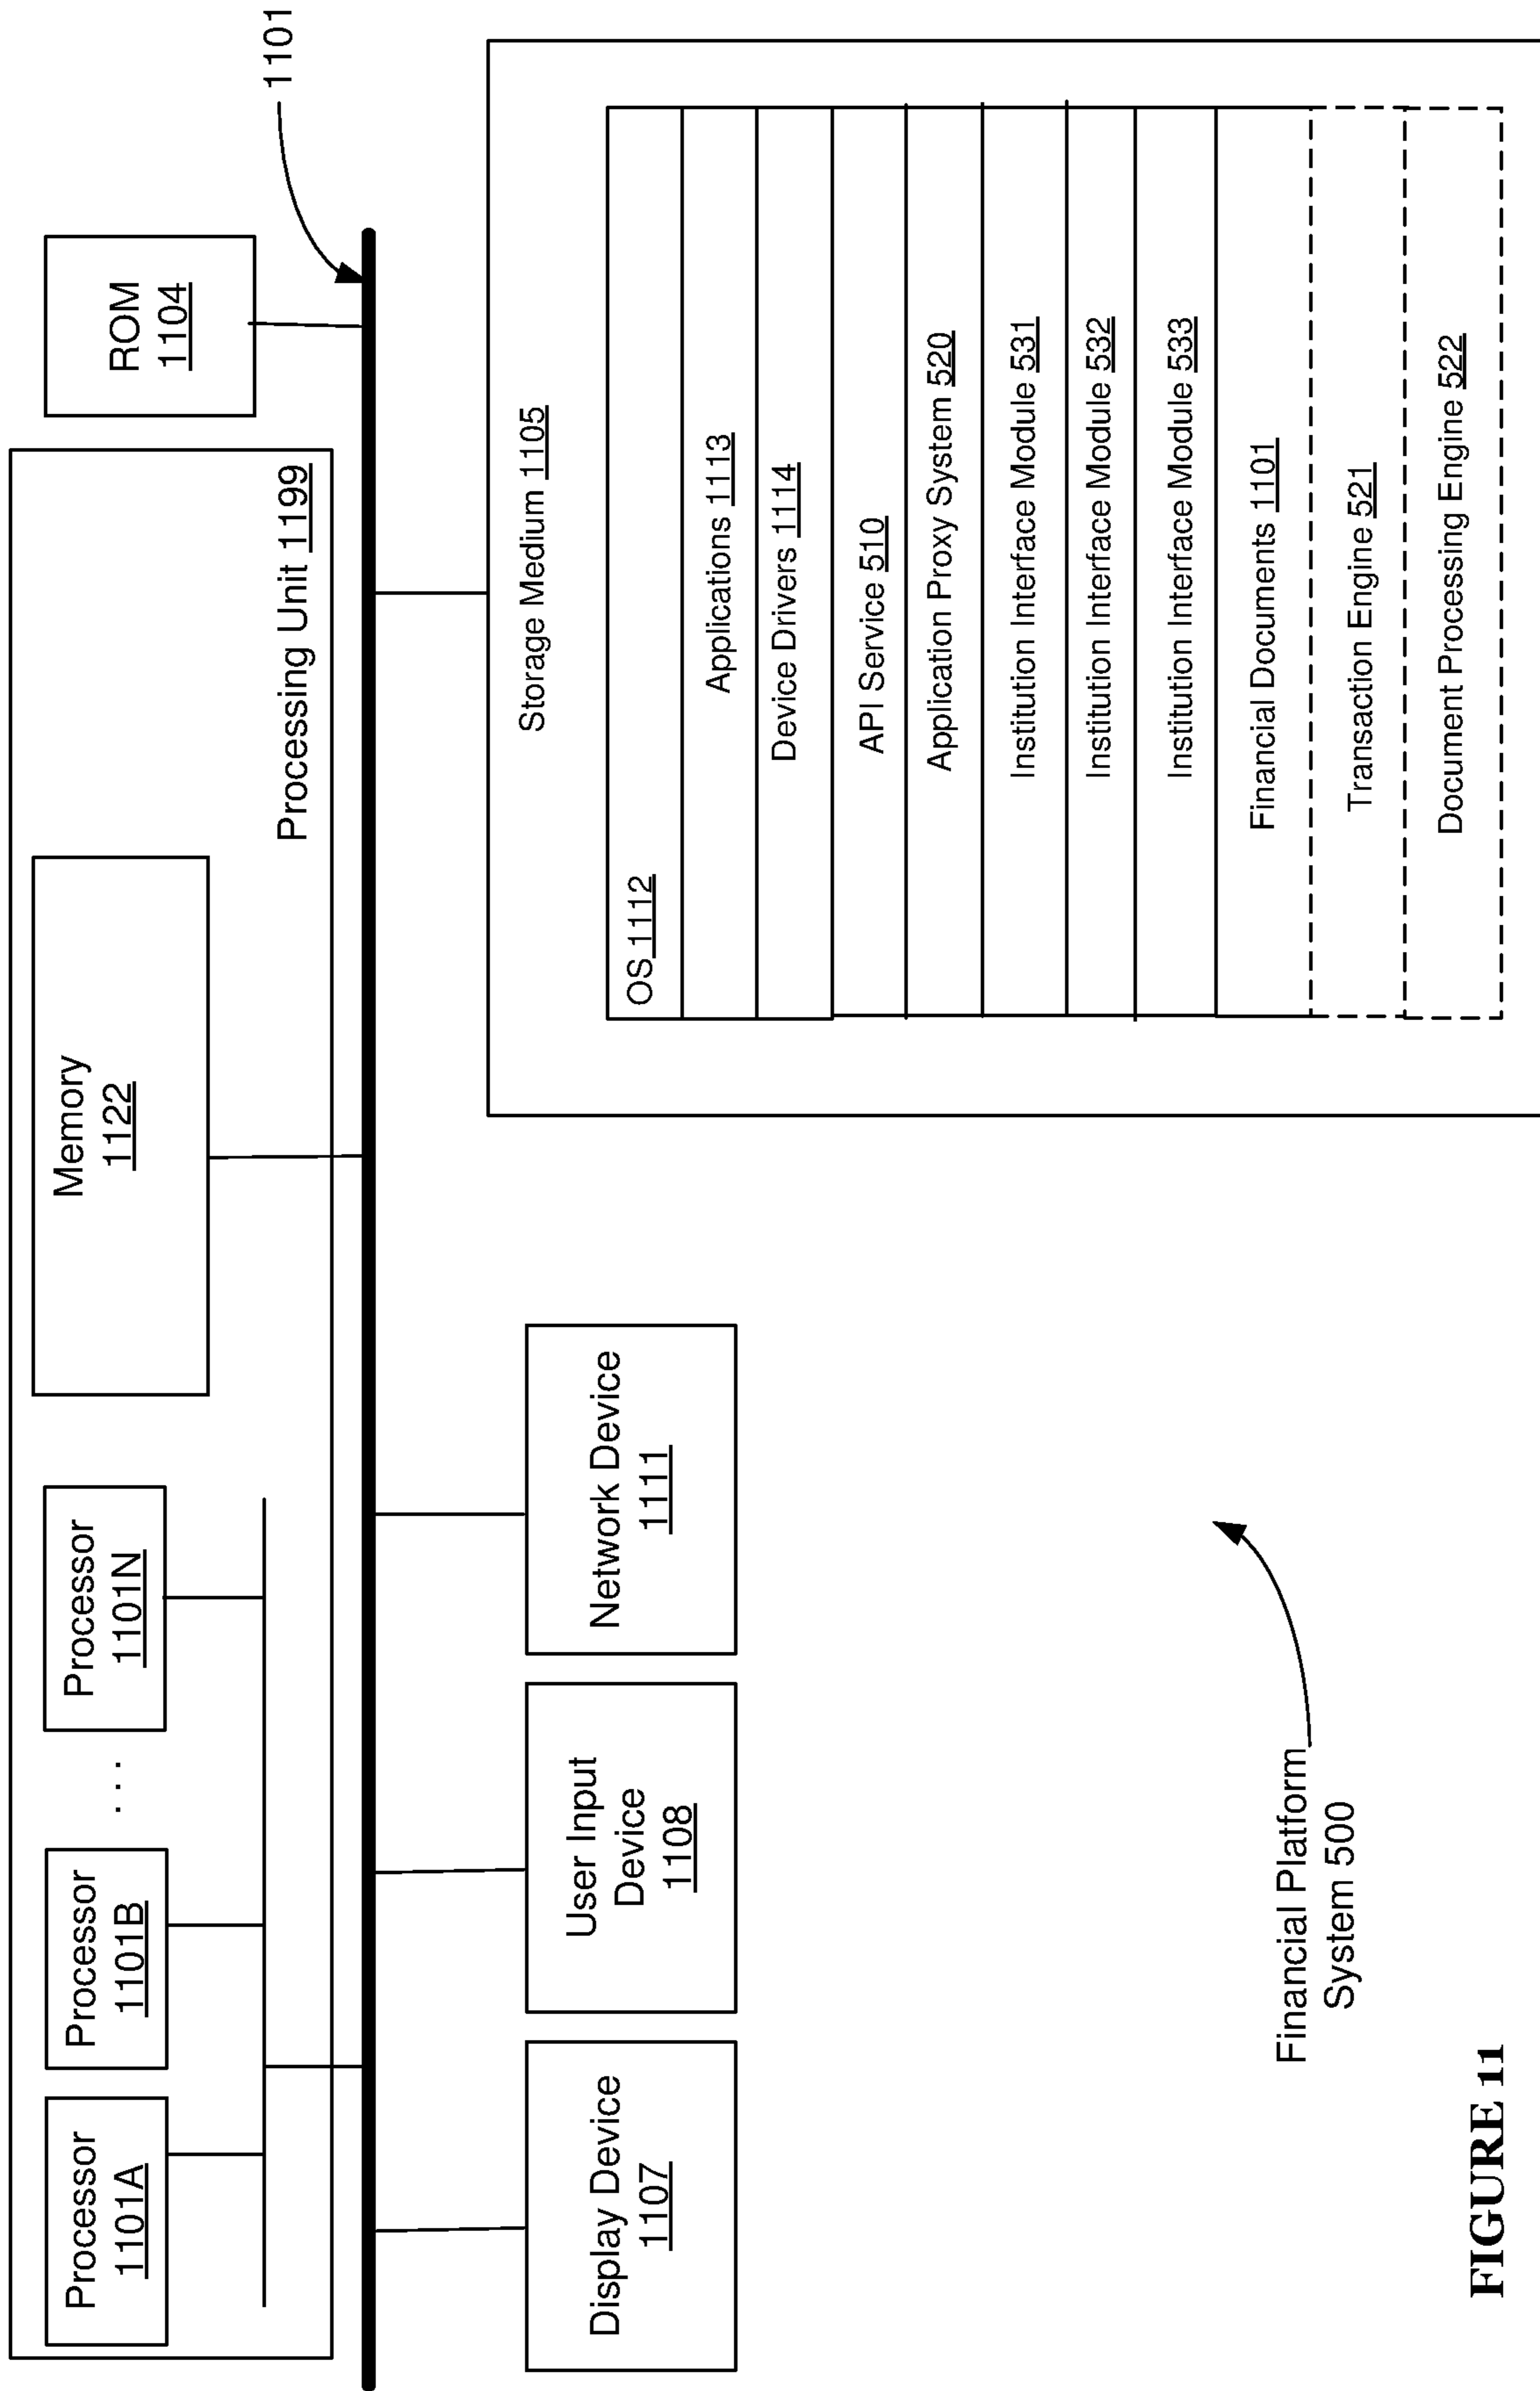 Processor
1101A
Processor
1101B
. . .
Processor
1101N
Memory
1122
Processing Unit 1199
ROM
1104
1101
Display Device
1107
User Input
Device
1108
Network Device
1111
Storage Medium 1105
OS 1112
Applications 1113
Device Drivers 1114
API Service 510
Application Proxy System 520
Institution Interface Module 531
Institution Interface Module 532
Institution Interface Module 533
Financial Documents 1101
Transaction Engine 521
Document Processing Engine 522
Financial Platform
System 500
FIGURE 11